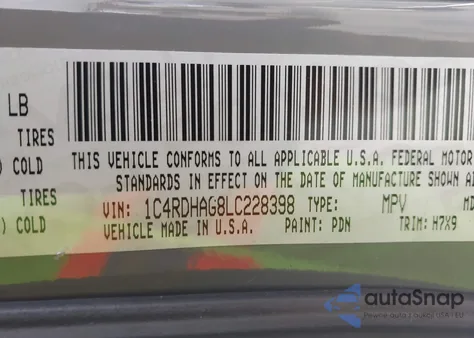 LB
TIRES
) COLD
THIS VEHICLE CONFORMS TO ALL APPLICABLE U.S.A. FEDERAL MOTOR
STANDARDS IN EFFECT ON THE DATE OF MANUFACTURE SHOWN A
TIRES
) COLD
VIN: 1C4RDHAG8LC228398 TYPE: MPV MD
VEHICLE MADE IN U.S.A. PAINT: PDN TRIM: H7X9
autoSnap